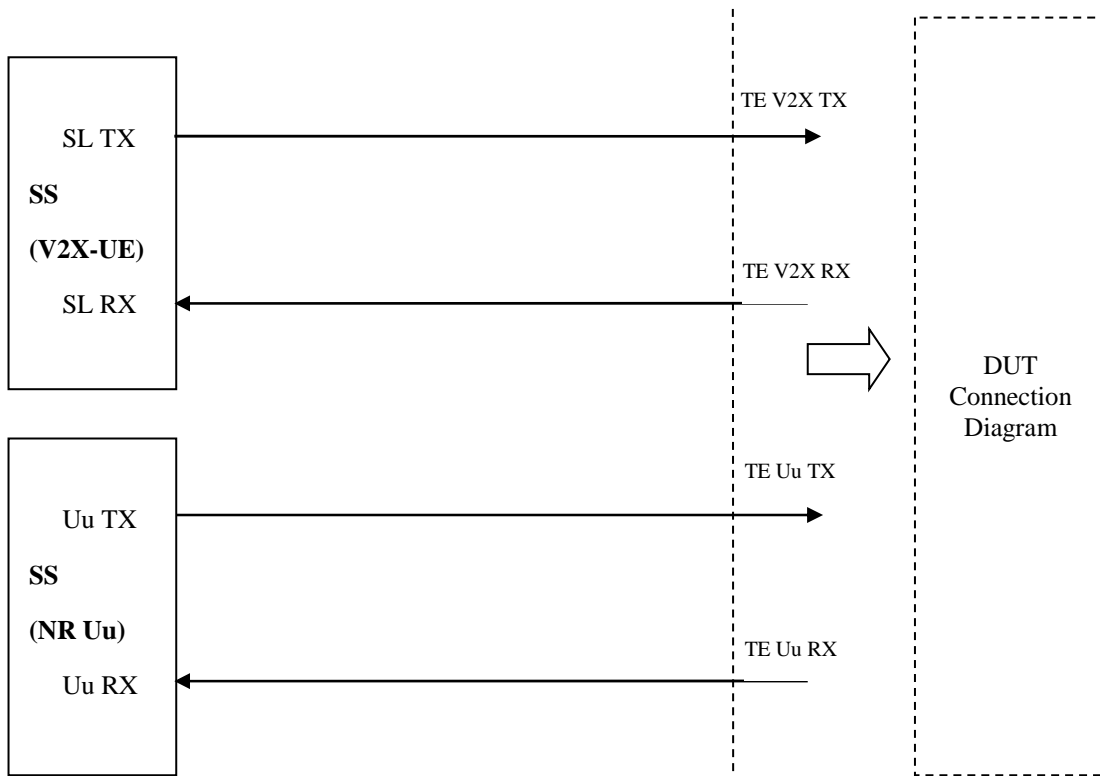 TE V2X TX
SL TX
SS
(V2X-UE)
TE V2X RX
SL RX
DUT
Connection
Diagram
TE Uu TX
Uu TX
SS
(NR Uu)
TE Uu RX
Uu RX